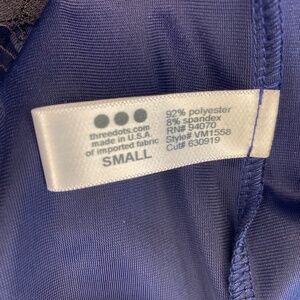 threedots.com
made in U.S.A.
of imported fabric
SMALL
92% polyester
8% spandex
RN# 94070
Style# VM1558
Cut# 630919